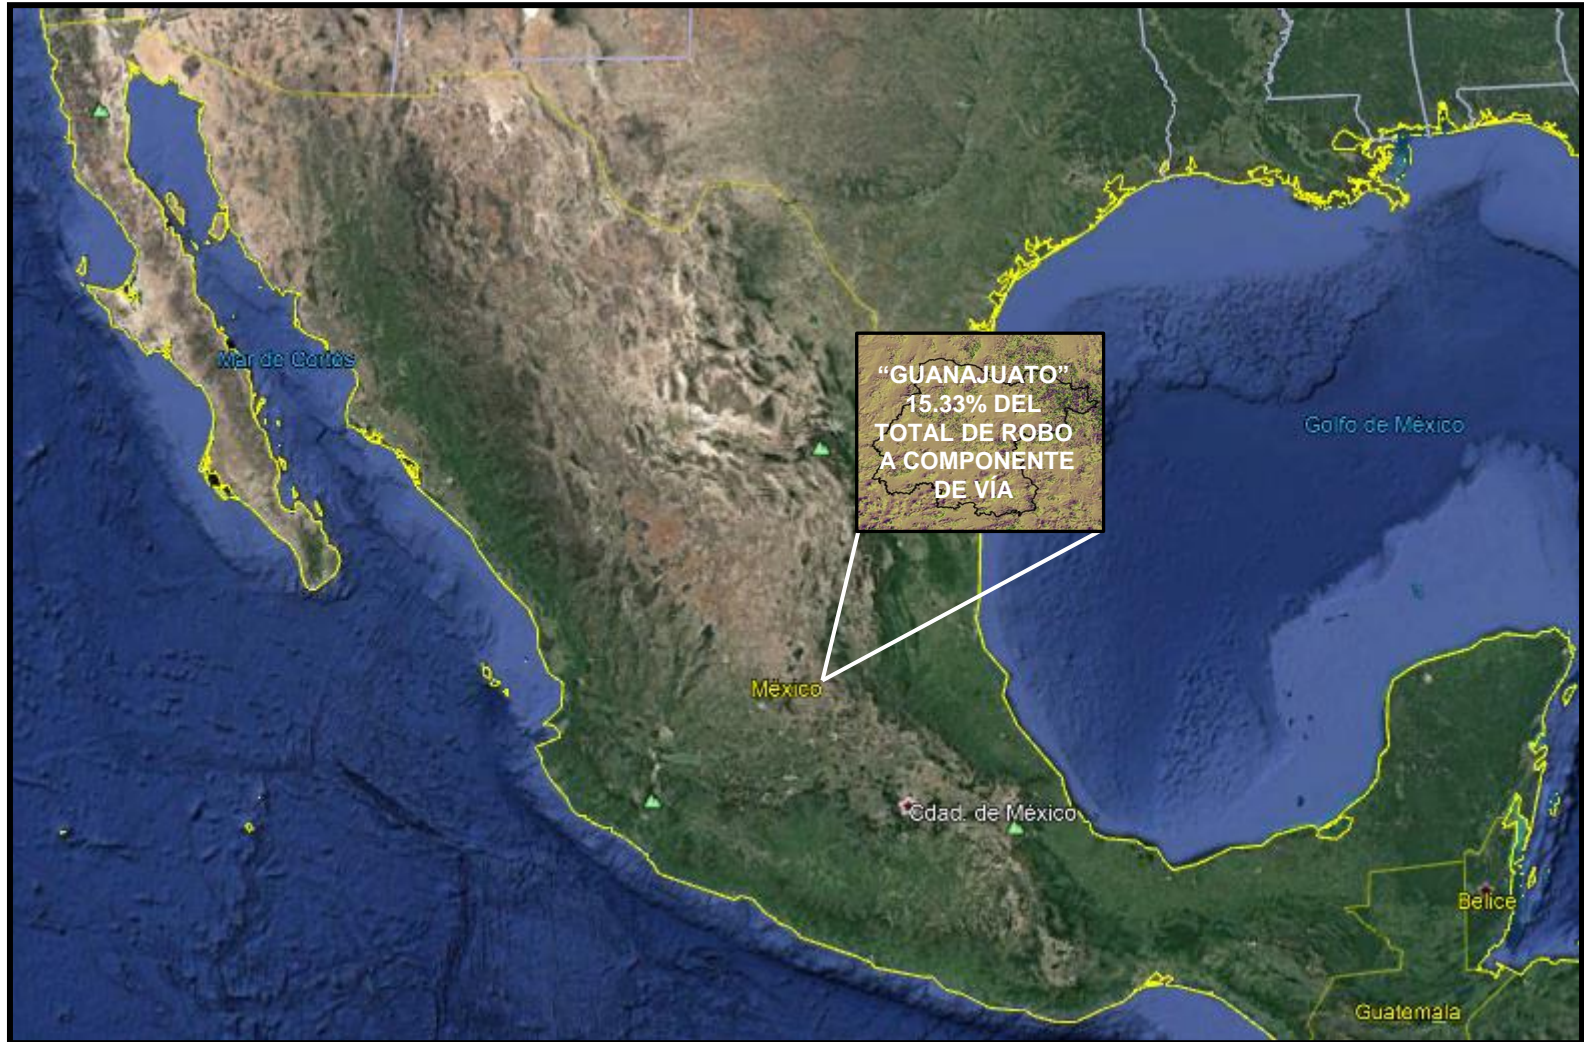 Mar de Cortés
“GUANAJUATO”
15.33% DEL
TOTAL DE ROBO
A COMPONENTE
DE VÍA
Golfo de México
México
Cdad. de México
Belice
Guatemala